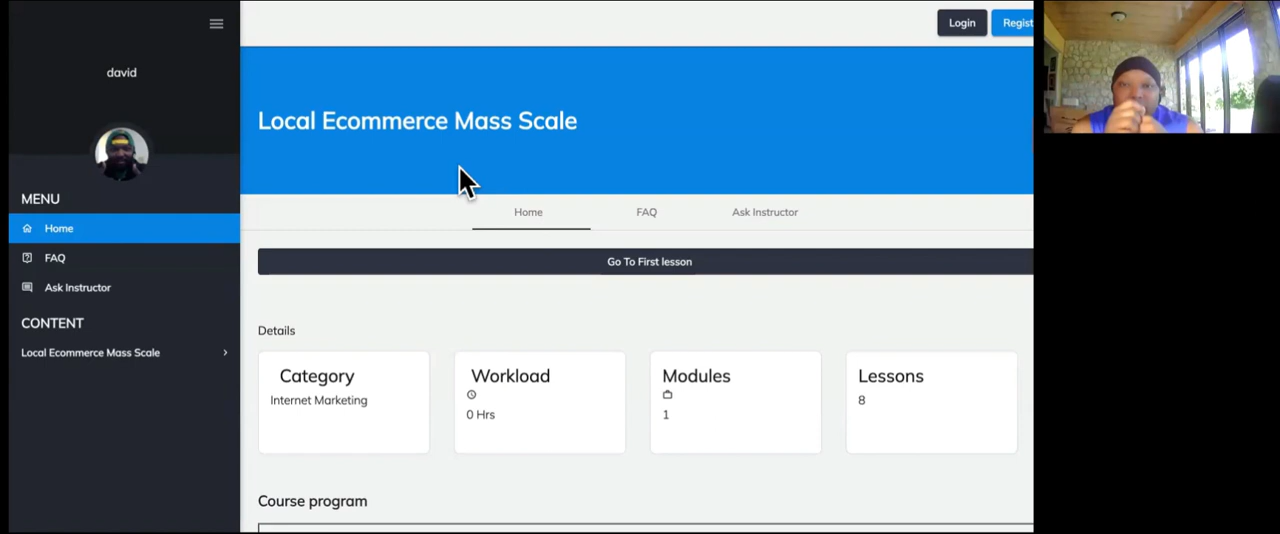 david
MENU
Home
FAQ
Ask Instructor
CONTENT
Local Ecommerce Mass Scale
Login
Regist
Local Ecommerce Mass Scale
Home
FAQ
Ask Instructor
Go To First lesson
Details
Category
Internet Marketing
Workload
0 Hrs
Modules
1
Lessons
8
Course program